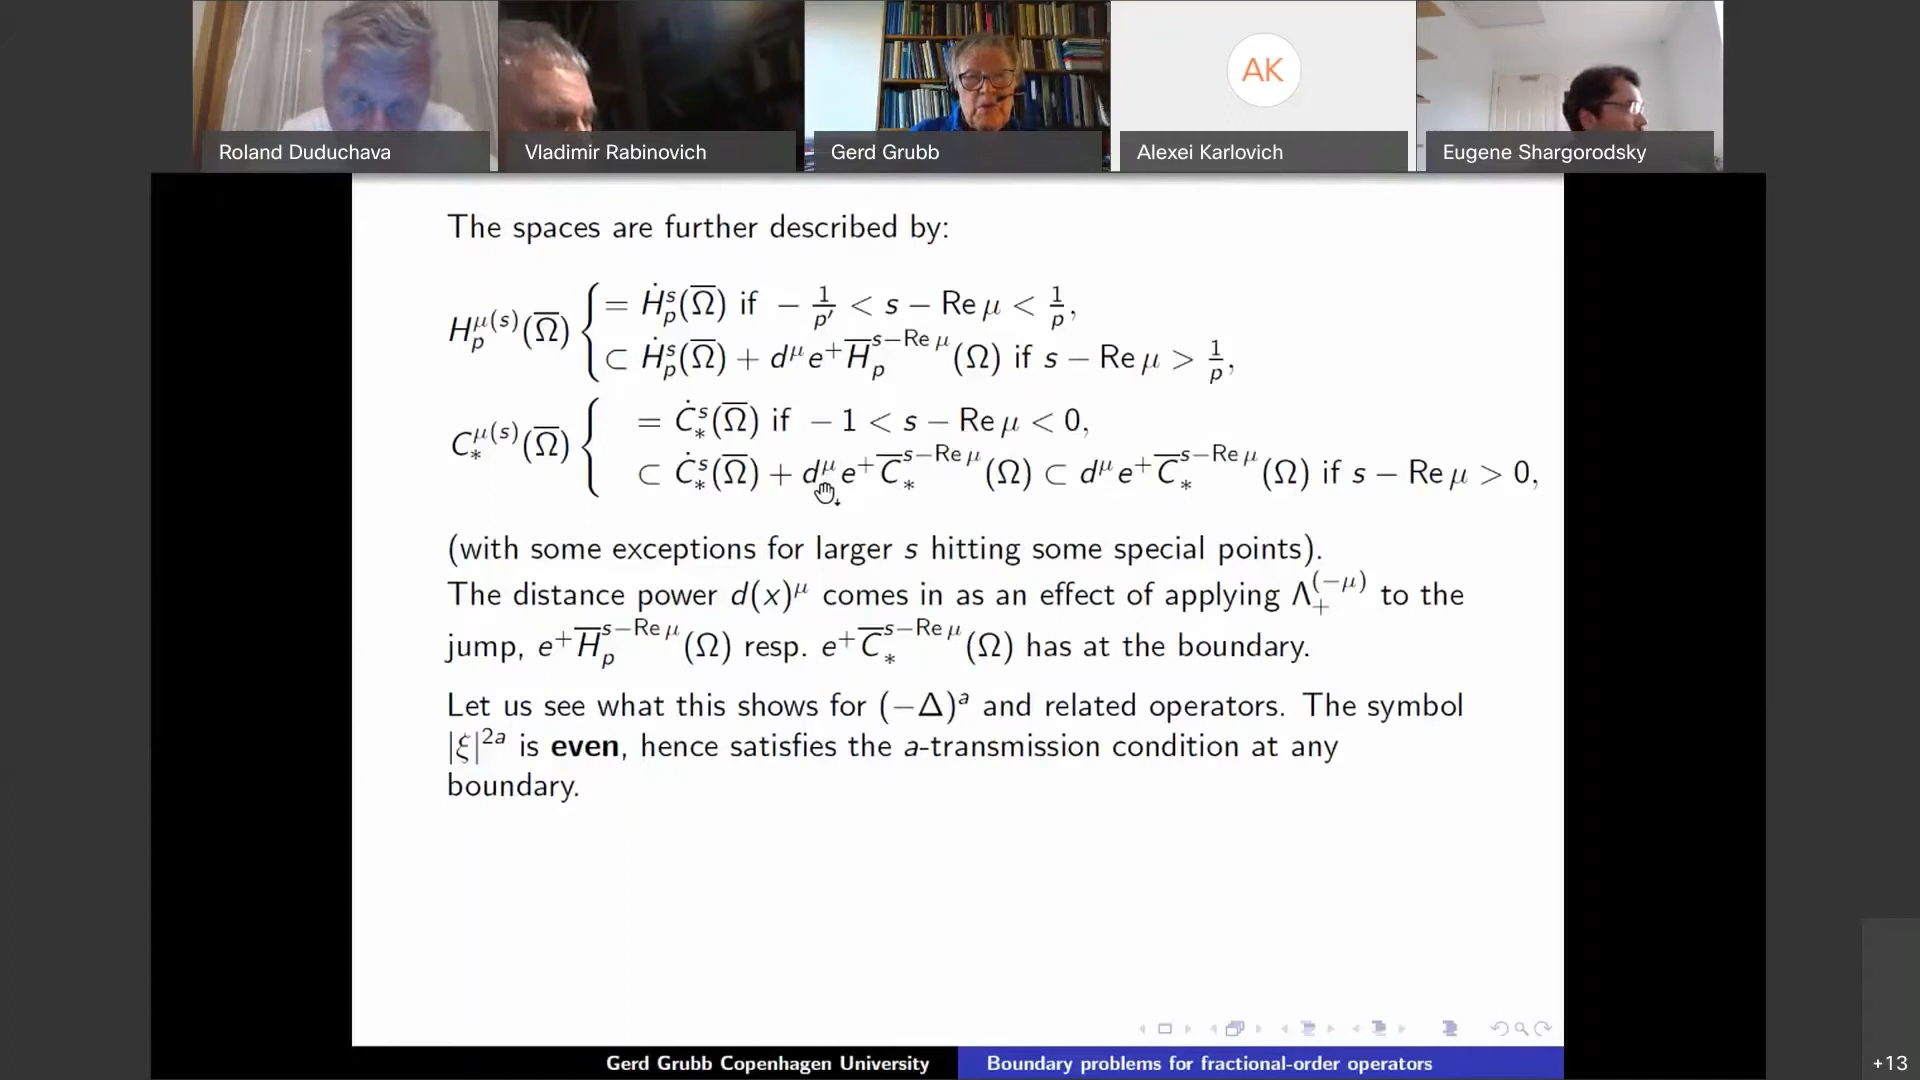 AK
Roland Duduchava
Vladimir Rabinovich
Gerd Grubb
Alexei Karlovich
Eugene Shargorodsky
The spaces are further described by:
H_p^{μ(s)}(Ω̅) { = Ḣ_p^s(Ω̅) if − 1/p′ < s − Re μ < 1/p,
⊂ Ḣ_p^s(Ω̅) + d^μ e^+ H̅_p^{s−Re μ}(Ω) if s − Re μ > 1/p,
C_*^{μ(s)}(Ω̅) { = Ċ_*^s(Ω̅) if − 1 < s − Re μ < 0,
⊂ Ċ_*^s(Ω̅) + d^μ e^+ C̅_*^{s−Re μ}(Ω) ⊂ d^μ e^+ C̅_*^{s−Re μ}(Ω) if s − Re μ > 0,
(with some exceptions for larger s hitting some special points).
The distance power d(x)^μ comes in as an effect of applying Λ_+^{(−μ)} to the
jump, e^+ H̅_p^{s−Re μ}(Ω) resp. e^+ C̅_*^{s−Re μ}(Ω) has at the boundary.
Let us see what this shows for (−Δ)^a and related operators. The symbol
|ξ|^{2a} is even, hence satisfies the a-transmission condition at any
boundary.
Gerd Grubb Copenhagen University
Boundary problems for fractional-order operators
+13